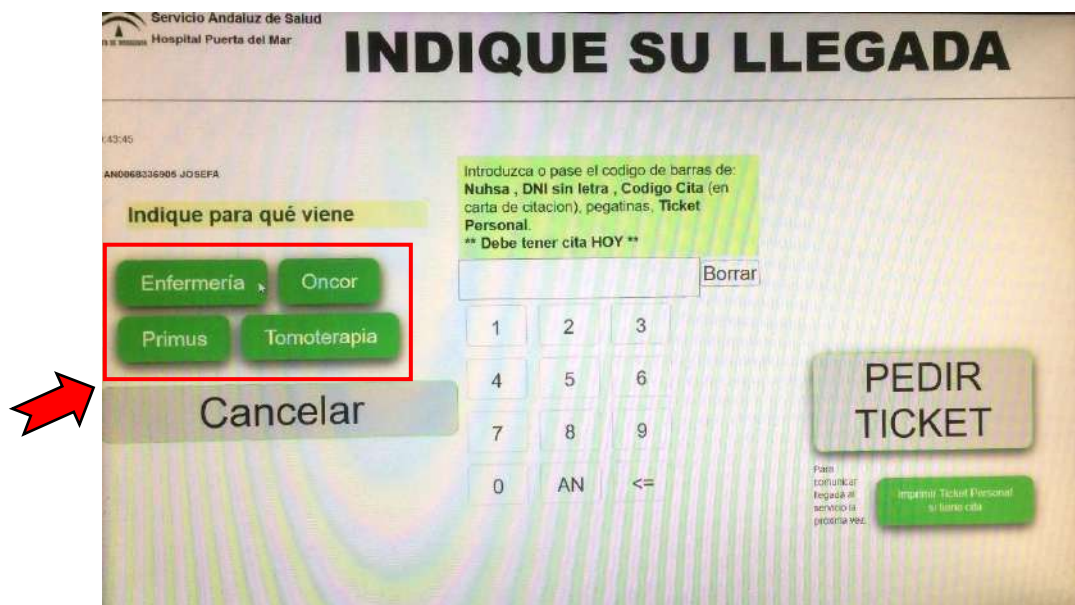 Servicio Andaluz de Salud
Hospital Puerta del Mar
INDIQUE SU LLEGADA
:43:45
AN0068336905 JOSEFA
Indique para qué viene
Enfermería
Oncor
Primus
Tomoterapia
Cancelar
Introduzca o pase el codigo de barras de:
Nuhsa , DNI sin letra , Codigo Cita (en
carta de citacion), pegatinas, Ticket
Personal.
** Debe tener cita HOY **
Borrar
1 2 3
4 5 6
7 8 9
0 AN <=
PEDIR
TICKET
Para
comunicar
llegada al
servicio la
próxima vez.
Imprimir Ticket Personal
si tiene cita